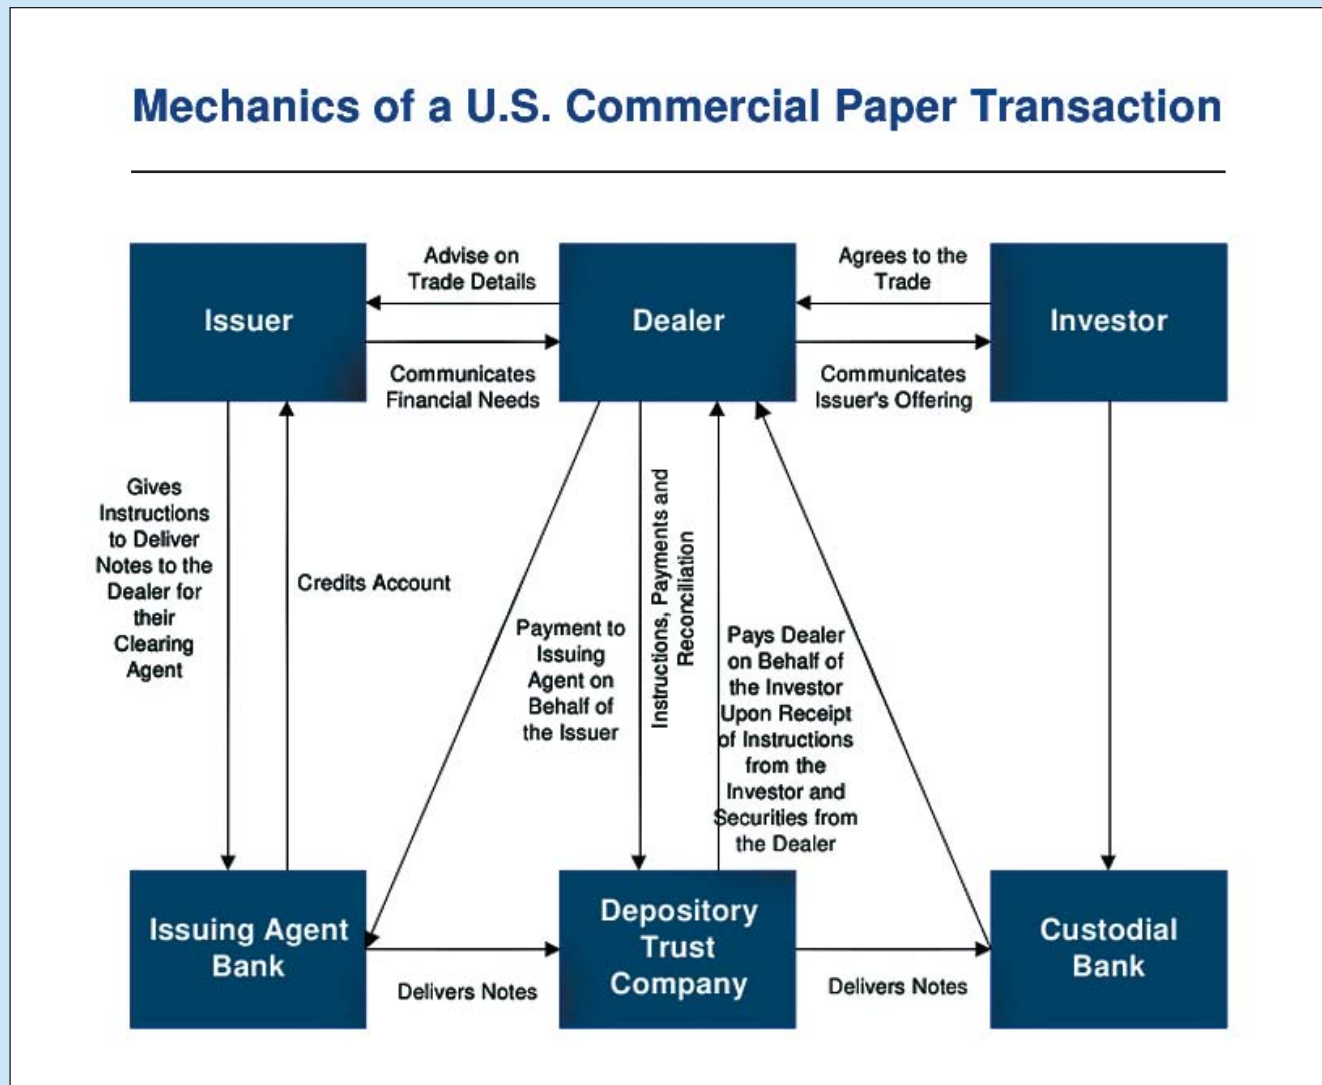 Mechanics of a U.S. Commercial Paper Transaction
Issuer
Advise on
Trade Details
Communicates
Financial Needs
Dealer
Agrees to the
Trade
Communicates
Issuer's Offering
Investor
Gives
Instructions
to Deliver
Notes to the
Dealer for
their
Clearing
Agent
Credits Account
Payment to
Issuing
Agent on
Behalf of
the Issuer
Instructions, Payments and
Reconciliation
Pays Dealer
on Behalf of
the Investor
Upon Receipt
of Instructions
from the
Investor and
Securities from
the Dealer
Issuing Agent
Bank
Delivers Notes
Depository
Trust
Company
Delivers Notes
Custodial
Bank